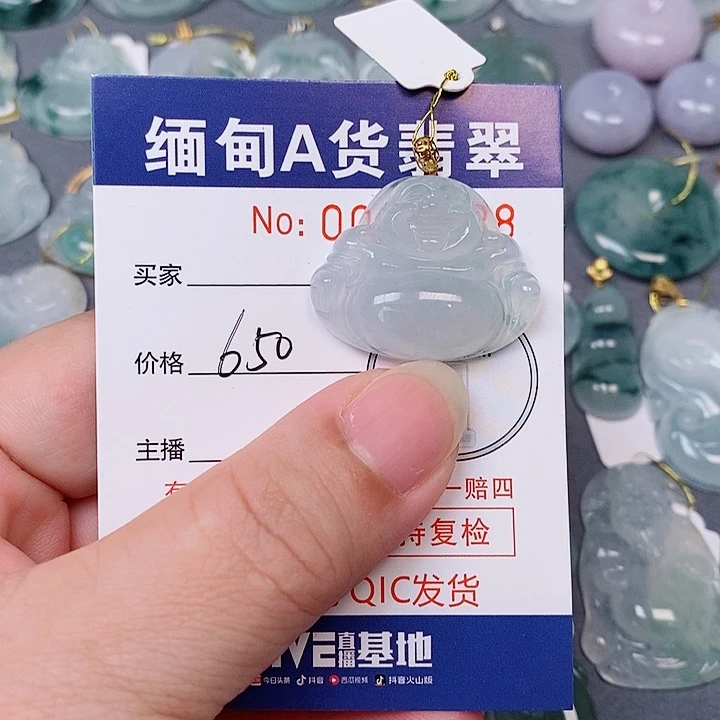 缅甸A货翡翠
No: 00 28
买家
价格 650
主播
一赔四
持复检
QIC发货
直播基地
今日头条 抖音 西瓜视频 抖音火山版